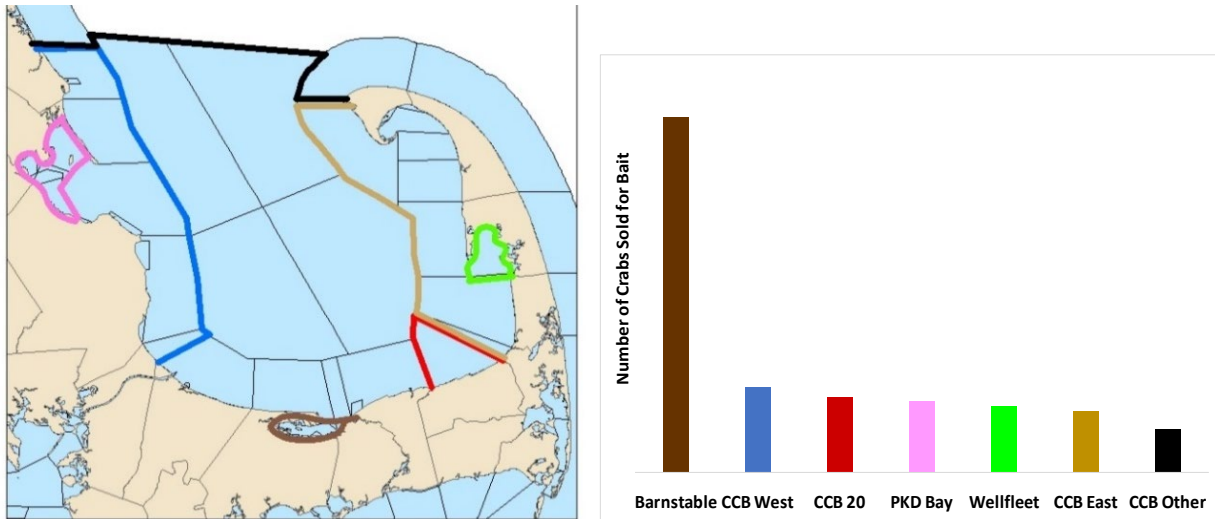 Number of Crabs Sold for Bait
Barnstable CCB West CCB 20 PKD Bay Wellfleet CCB East CCB Other